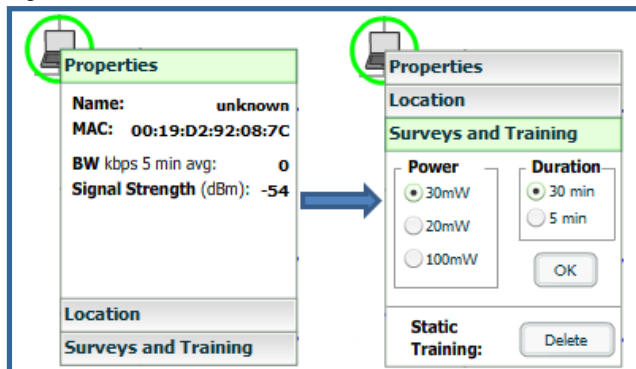 Properties
Name: unknown
MAC: 00:19:D2:92:08:7C
BW kbps 5 min avg: 0
Signal Strength (dBm): -54
Location
Surveys and Training
Properties
Location
Surveys and Training
Power
30mW
20mW
100mW
Duration
30 min
5 min
OK
Static
Training:
Delete